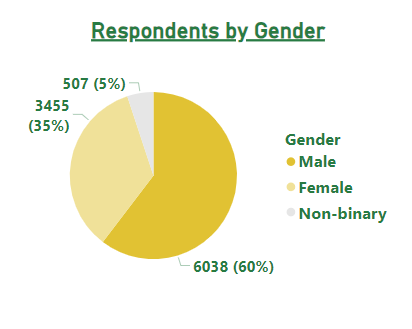 Respondents by Gender
507 (5%)
3455
(35%)
Gender
Male
Female
Non-binary
6038 (60%)